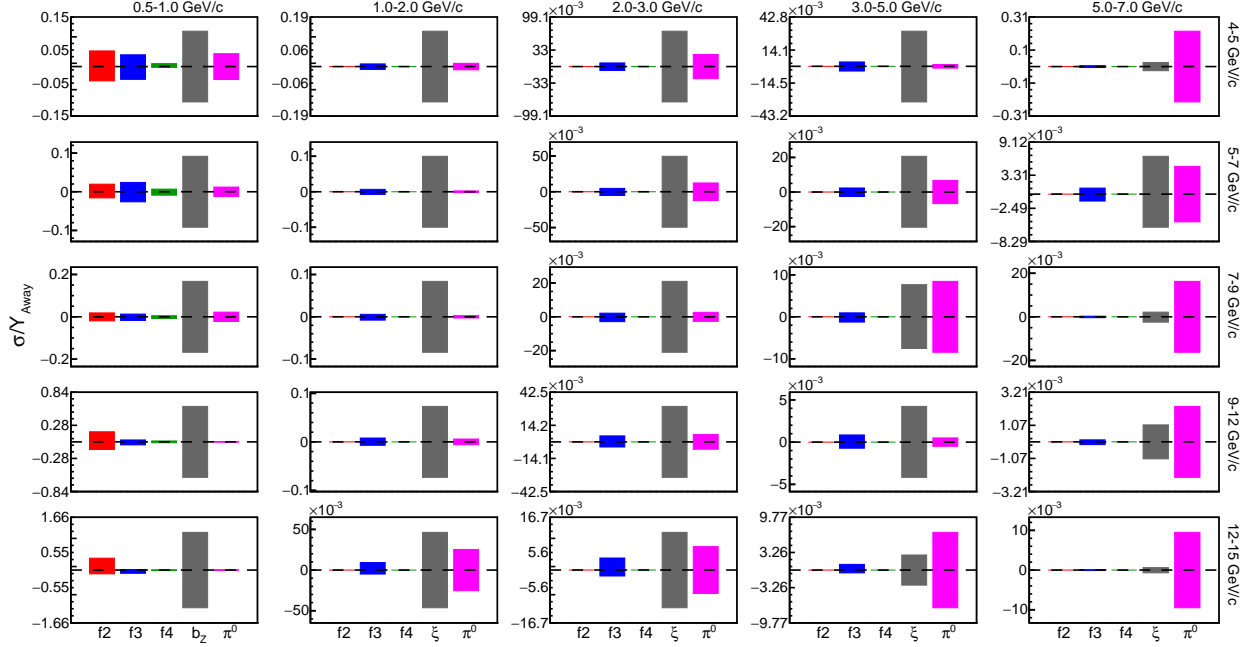 0.5-1.0 GeV/c 1.0-2.0 GeV/c 2.0-3.0 GeV/c 3.0-5.0 GeV/c 5.0-7.0 GeV/c
σ/Y_Away
0.15 0.05 0 −0.05 −0.15
0.19 0.06 0 −0.06 −0.19
×10⁻³ 99.1 33 0 −33 −99.1
×10⁻³ 42.8 14.1 0 −14.5 −43.2
0.31 0.1 0 −0.1 −0.31
4-5 GeV/c
0.1 0 −0.1
0.1 0 −0.1
×10⁻³ 50 0 −50
×10⁻³ 20 0 −20
×10⁻³ 9.12 3.31 −2.49 −8.29
5-7 GeV/c
0.2 0 −0.2
0.1 0 −0.1
×10⁻³ 20 0 −20
×10⁻³ 10 0 −10
×10⁻³ 20 0 −20
7-9 GeV/c
0.84 0.28 −0.28 −0.84
0.1 0 −0.1
×10⁻³ 42.5 14.2 −14.1 −42.5
×10⁻³ 5 0 −5
×10⁻³ 3.21 1.07 −1.07 −3.21
9-12 GeV/c
1.66 0.55 −0.55 −1.66
×10⁻³ 50 0 −50
×10⁻³ 16.7 5.6 0 −5.6 −16.7
×10⁻³ 9.77 3.26 −3.26 −9.77
×10⁻³ 10 0 −10
12-15 GeV/c
f2 f3 f4 b_Z π⁰
f2 f3 f4 ξ π⁰
f2 f3 f4 ξ π⁰
f2 f3 f4 ξ π⁰
f2 f3 f4 ξ π⁰